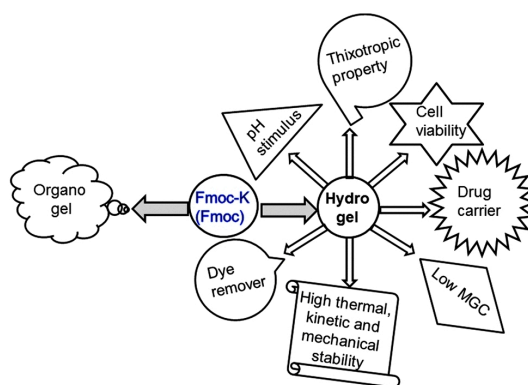 Thixotropic
property
Cell
viability
pH
stimulus
Organo
gel
Fmoc-K
(Fmoc)
Hydro
gel
Drug
carrier
Dye
remover
Low MGC
High thermal,
kinetic and
mechanical
stability